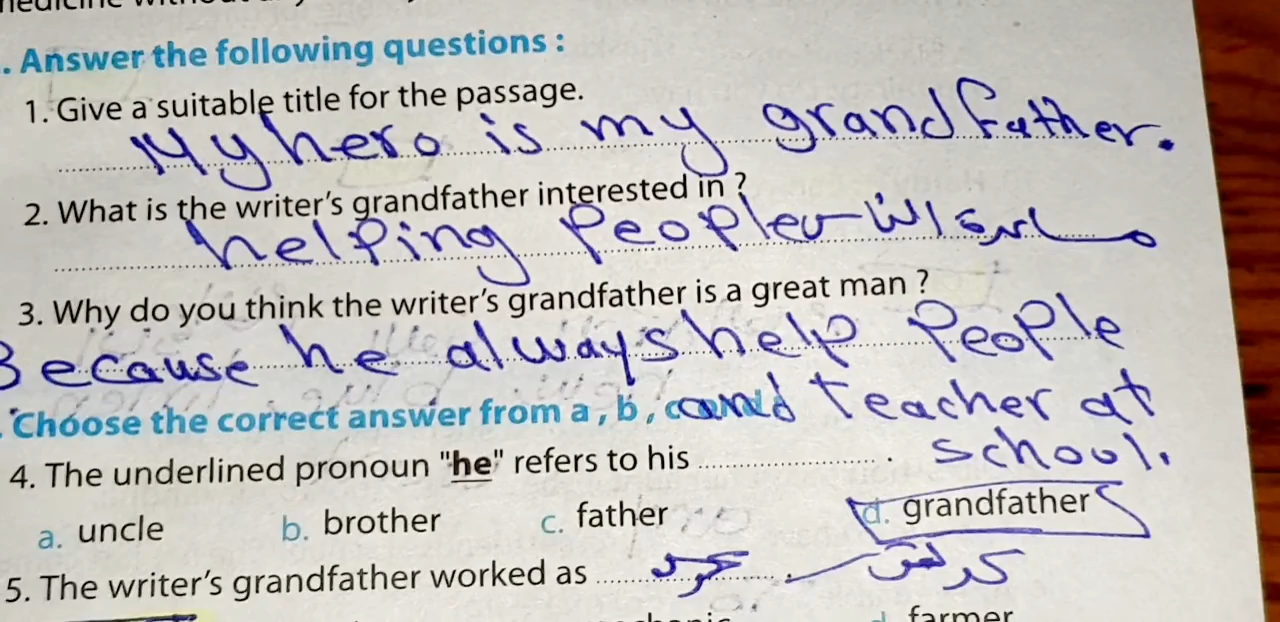 . Answer the following questions :
1. Give a suitable title for the passage.
My hero is my grandfather.
2. What is the writer's grandfather interested in ?
helping People
3. Why do you think the writer's grandfather is a great man ?
Because he always help People
and teacher at
school.
Choose the correct answer from a , b ,
4. The underlined pronoun "he" refers to his .................... .
a. uncle b. brother c. father d. grandfather
5. The writer's grandfather worked as ....................
farmer